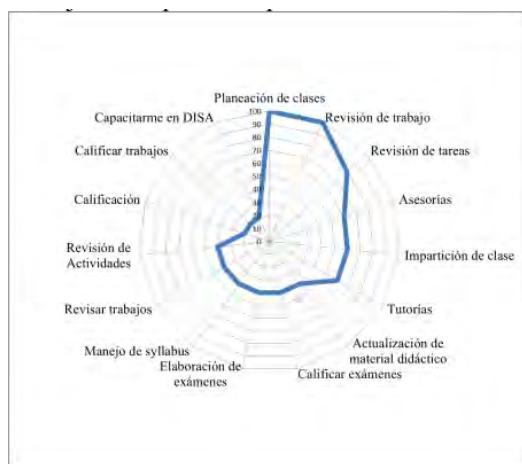 Planeación de clases
Revisión de trabajo
Revisión de tareas
Asesorías
Impartición de clase
Tutorías
Actualización de
material didáctico
Calificar exámenes
Elaboración de
exámenes
Manejo de syllabus
Revisar trabajos
Revisión de
Actividades
Calificación
Calificar trabajos
Capacitarme en DISA
100
90
80
70
60
50
40
30
20
10
0